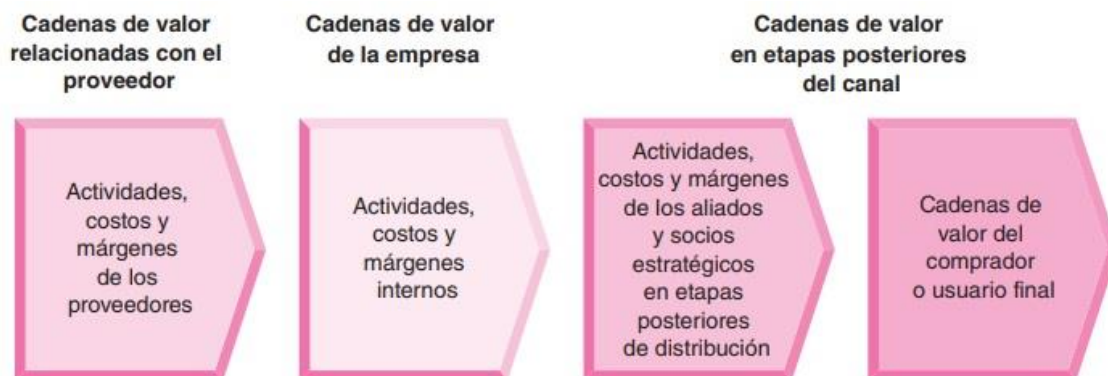 Cadenas de valor
relacionadas con el
proveedor
Cadenas de valor
de la empresa
Cadenas de valor
en etapas posteriores
del canal
Actividades,
costos y
márgenes
de los
proveedores
Actividades,
costos y
márgenes
internos
Actividades,
costos y márgenes
de los aliados
y socios
estratégicos
en etapas
posteriores
de distribución
Cadenas de
valor del
comprador
o usuario final